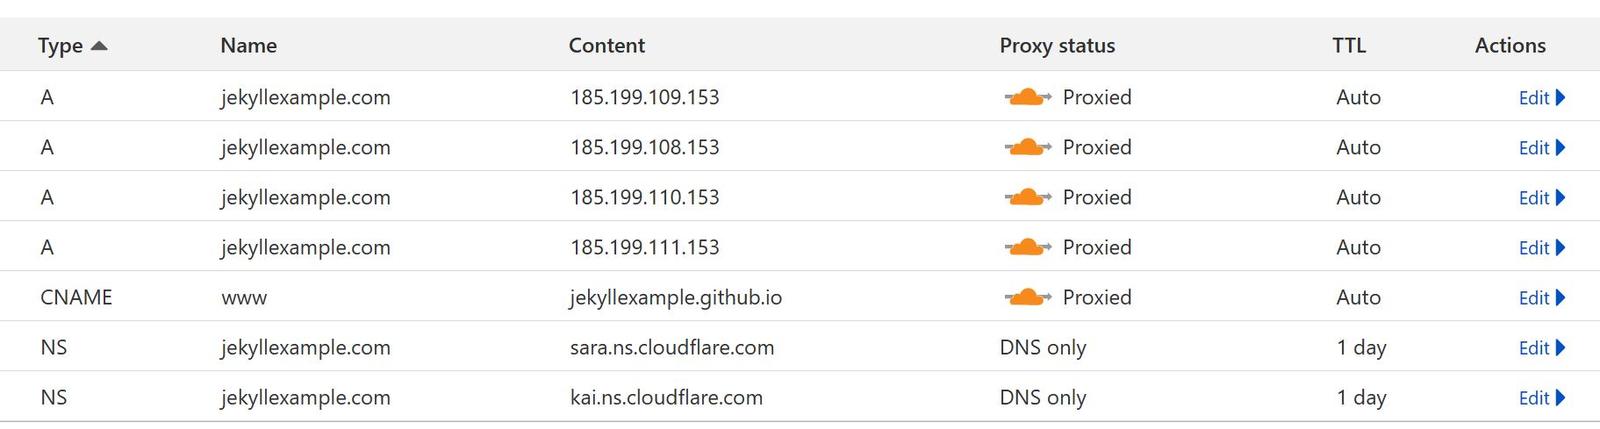 Type Name Content Proxy status TTL Actions
A jekyllexample.com 185.199.109.153 Proxied Auto Edit
A jekyllexample.com 185.199.108.153 Proxied Auto Edit
A jekyllexample.com 185.199.110.153 Proxied Auto Edit
A jekyllexample.com 185.199.111.153 Proxied Auto Edit
CNAME www jekyllexample.github.io Proxied Auto Edit
NS jekyllexample.com sara.ns.cloudflare.com DNS only 1 day Edit
NS jekyllexample.com kai.ns.cloudflare.com DNS only 1 day Edit